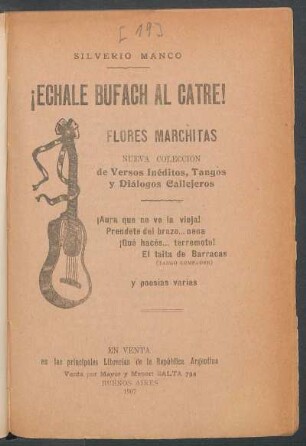 [19]
SILVERIO MANCO
¡ECHALE BUFACH AL CATRE!
FLORES MARCHITAS
NUEVA COLECCION
de Versos Inéditos, Tangos
y Diálogos Callejeros
¡Aura que no ve la vieja!
Prendete del brazo... nena
¡Qué hacés... terremoto!
El taita de Barracas
y poesías varias
EN VENTA
en las principales Librerías de la República Argentina
Venta por Mayor y Menor: SALTA
BUENOS AIRES
1907